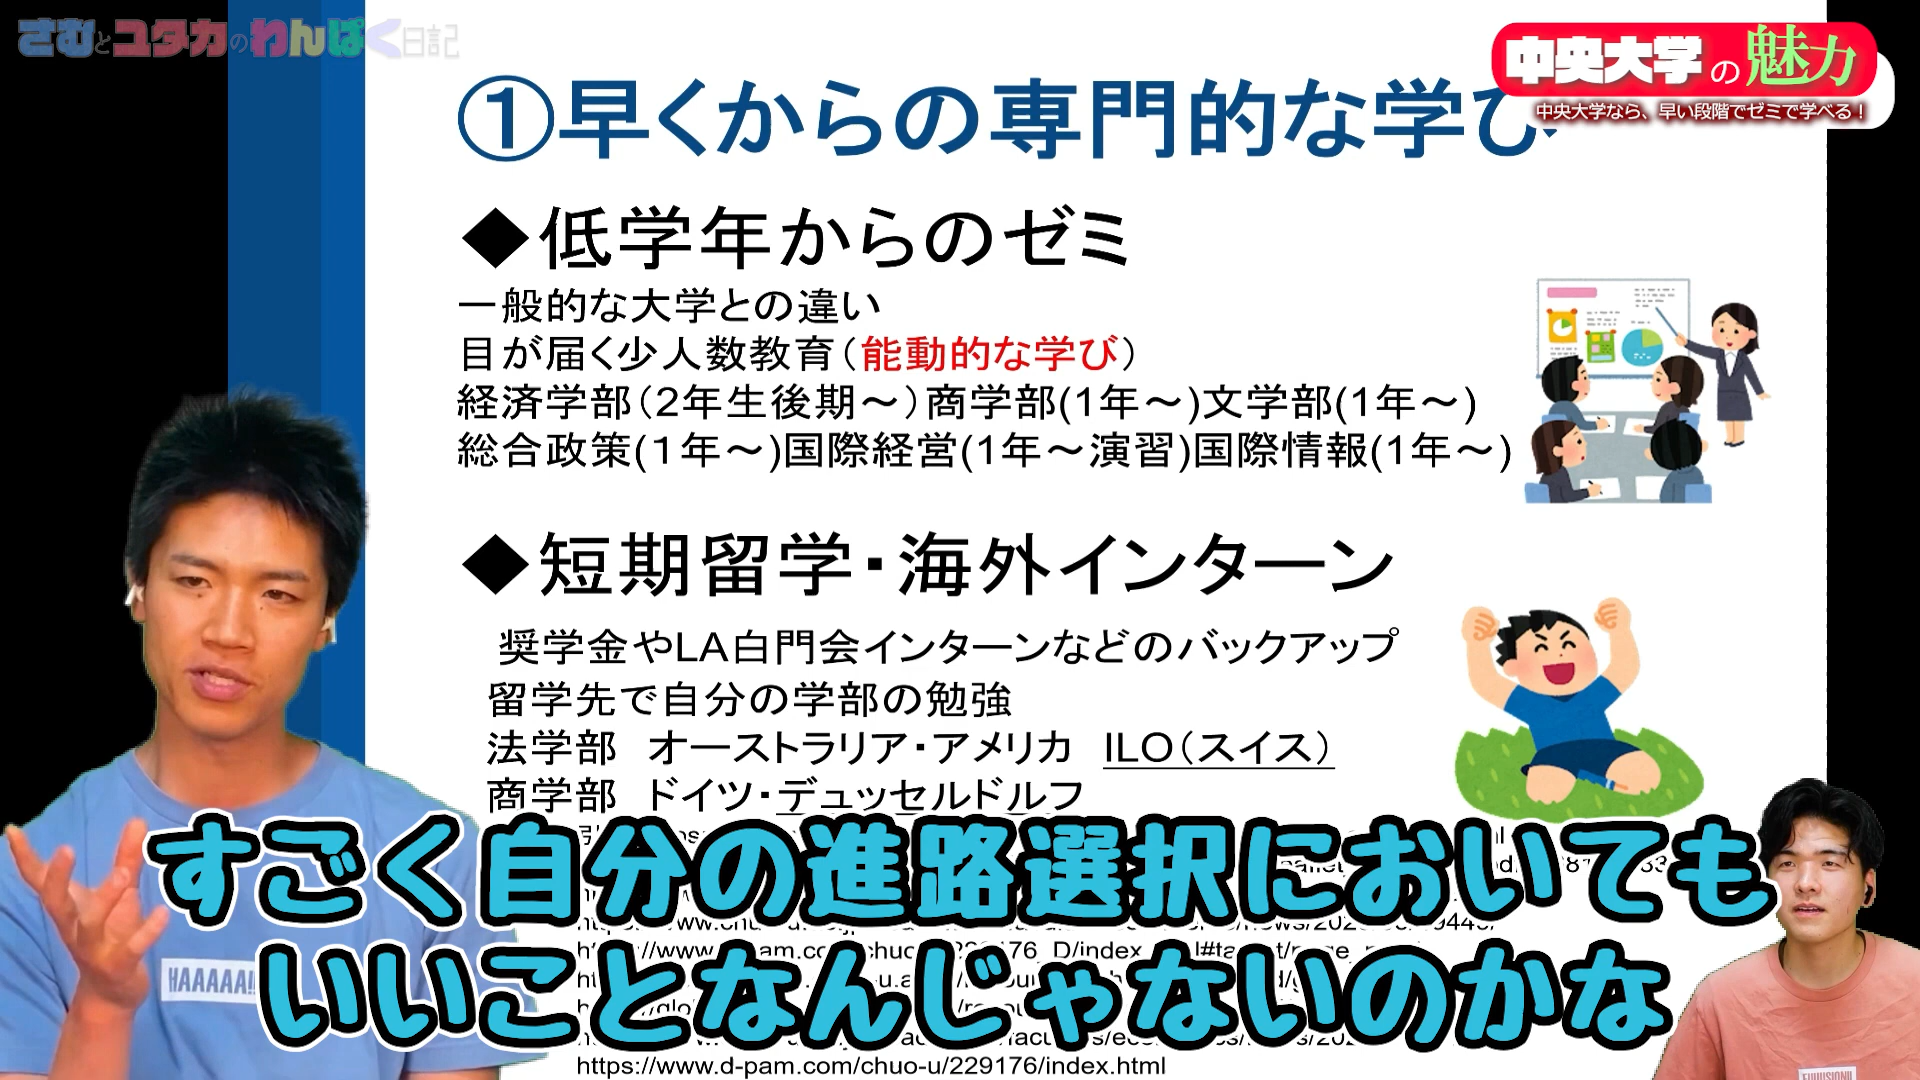 さむとユタカのわんぱく日記
中央大学の魅力
中央大学なら、早い段階でゼミで学べる！
①早くからの専門的な学び
◆低学年からのゼミ
一般的な大学との違い
目が届く少人数教育（能動的な学び）
経済学部（2年生後期～）商学部(1年～)文学部(1年～)
総合政策(１年～)国際経営(1年～演習)国際情報(1年～)
◆短期留学・海外インターン
奨学金やLA白門会インターンなどのバックアップ
留学先で自分の学部の勉強
法学部　オーストラリア・アメリカ　ILO（スイス）
商学部　ドイツ・デュッセルドルフ
すごく自分の進路選択においても
いいことなんじゃないのかな
HAAAAA!!
https://www.d-pam.com/chuo-u/229176/index.html